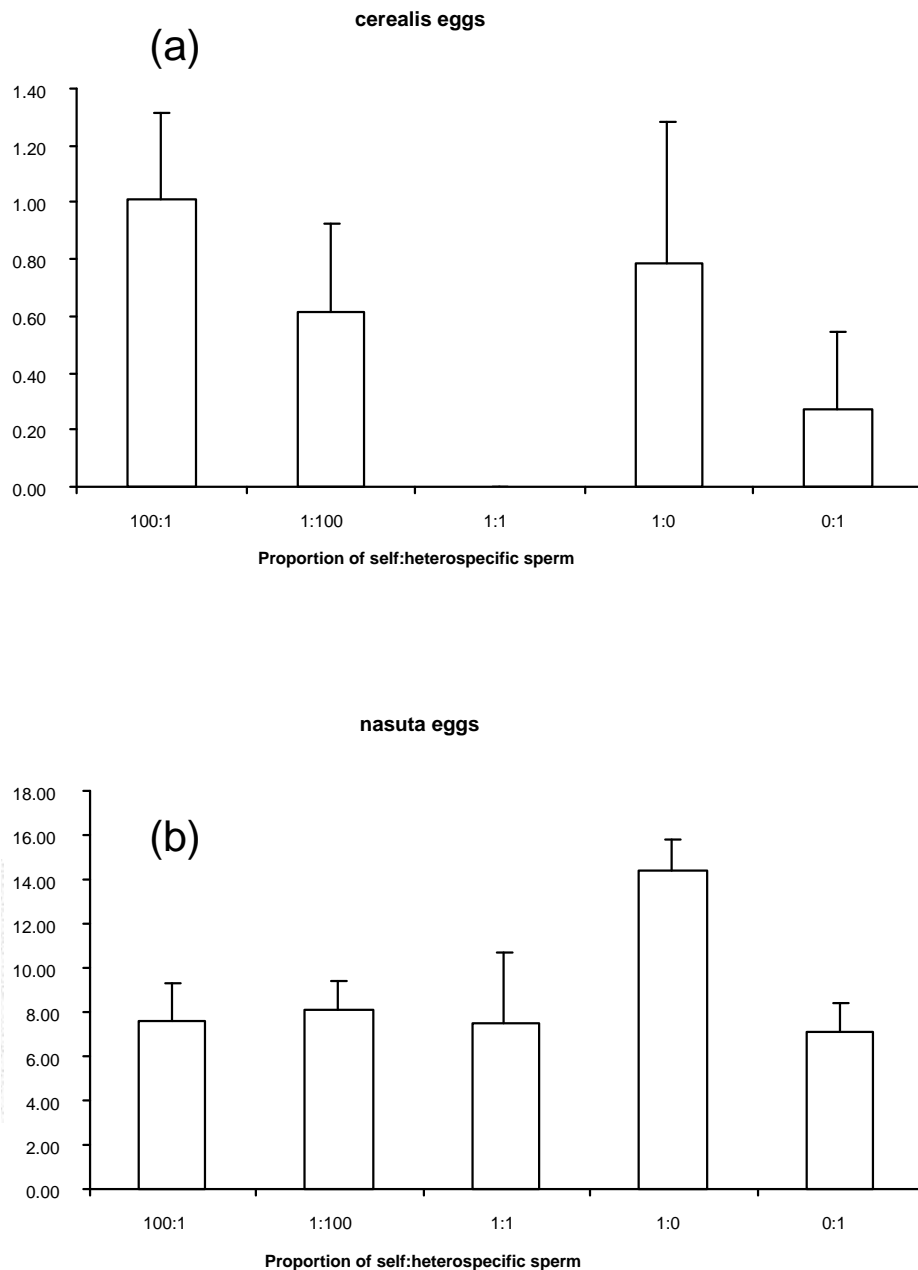 cerealis eggs
(a)
1.40
1.20
1.00
0.80
0.60
0.40
0.20
0.00
100:1 1:100 1:1 1:0 0:1
Proportion of self:heterospecific sperm
nasuta eggs
(b)
18.00
16.00
14.00
12.00
10.00
8.00
6.00
4.00
2.00
0.00
100:1 1:100 1:1 1:0 0:1
Proportion of self:heterospecific sperm